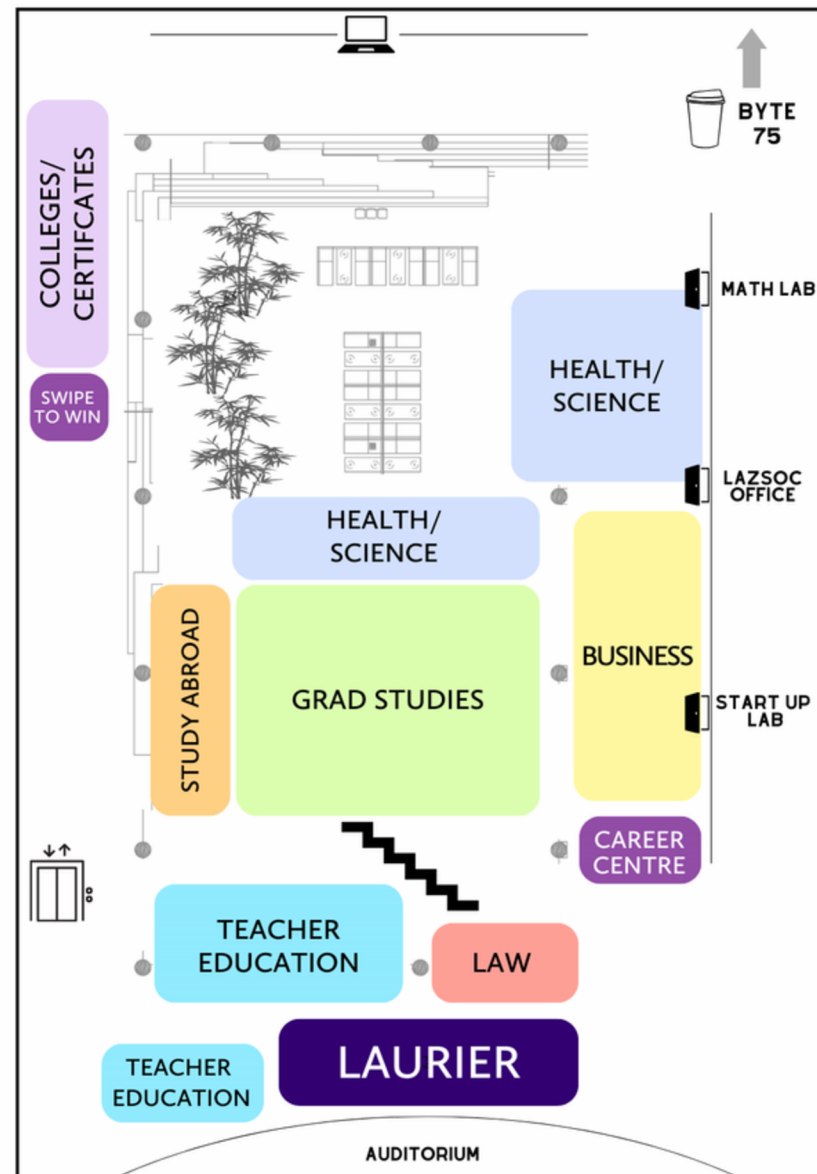 BYTE
75
COLLEGES/
CERTIFCATES
MATH LAB
HEALTH/
SCIENCE
SWIPE
TO WIN
LAZSOC
OFFICE
HEALTH/
SCIENCE
STUDY ABROAD
GRAD STUDIES
BUSINESS
START UP
LAB
CAREER
CENTRE
TEACHER
EDUCATION
LAW
LAURIER
TEACHER
EDUCATION
AUDITORIUM